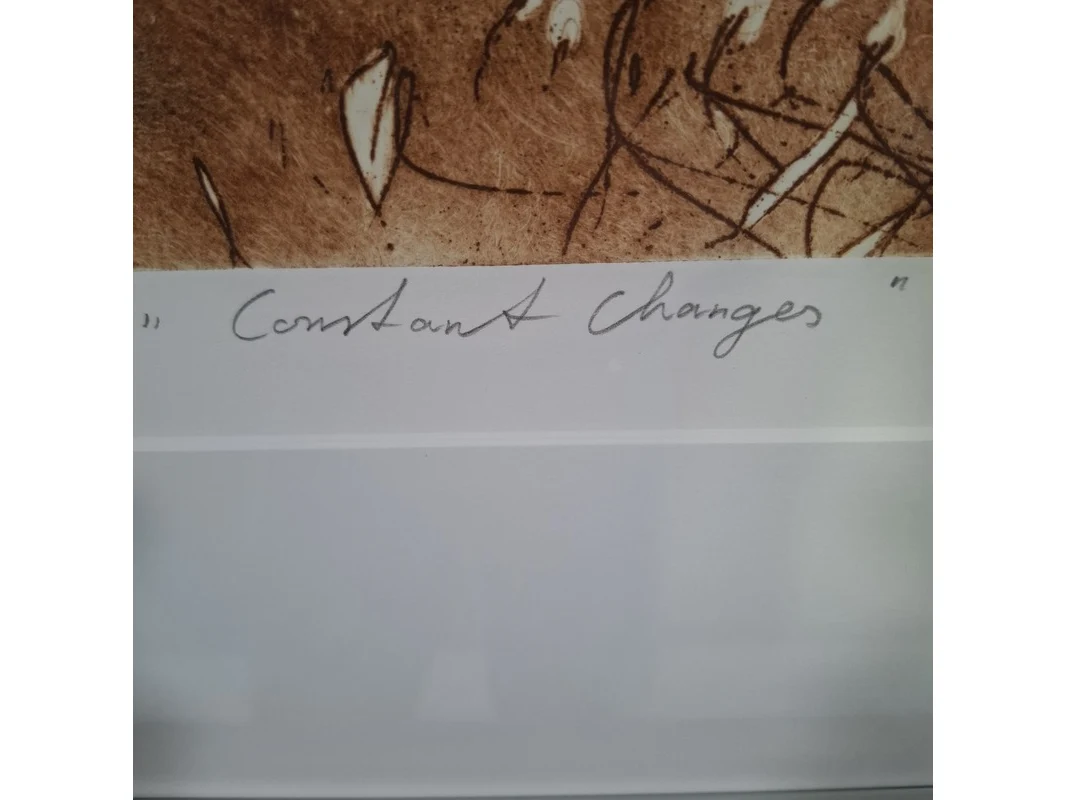 " Constant Changes "